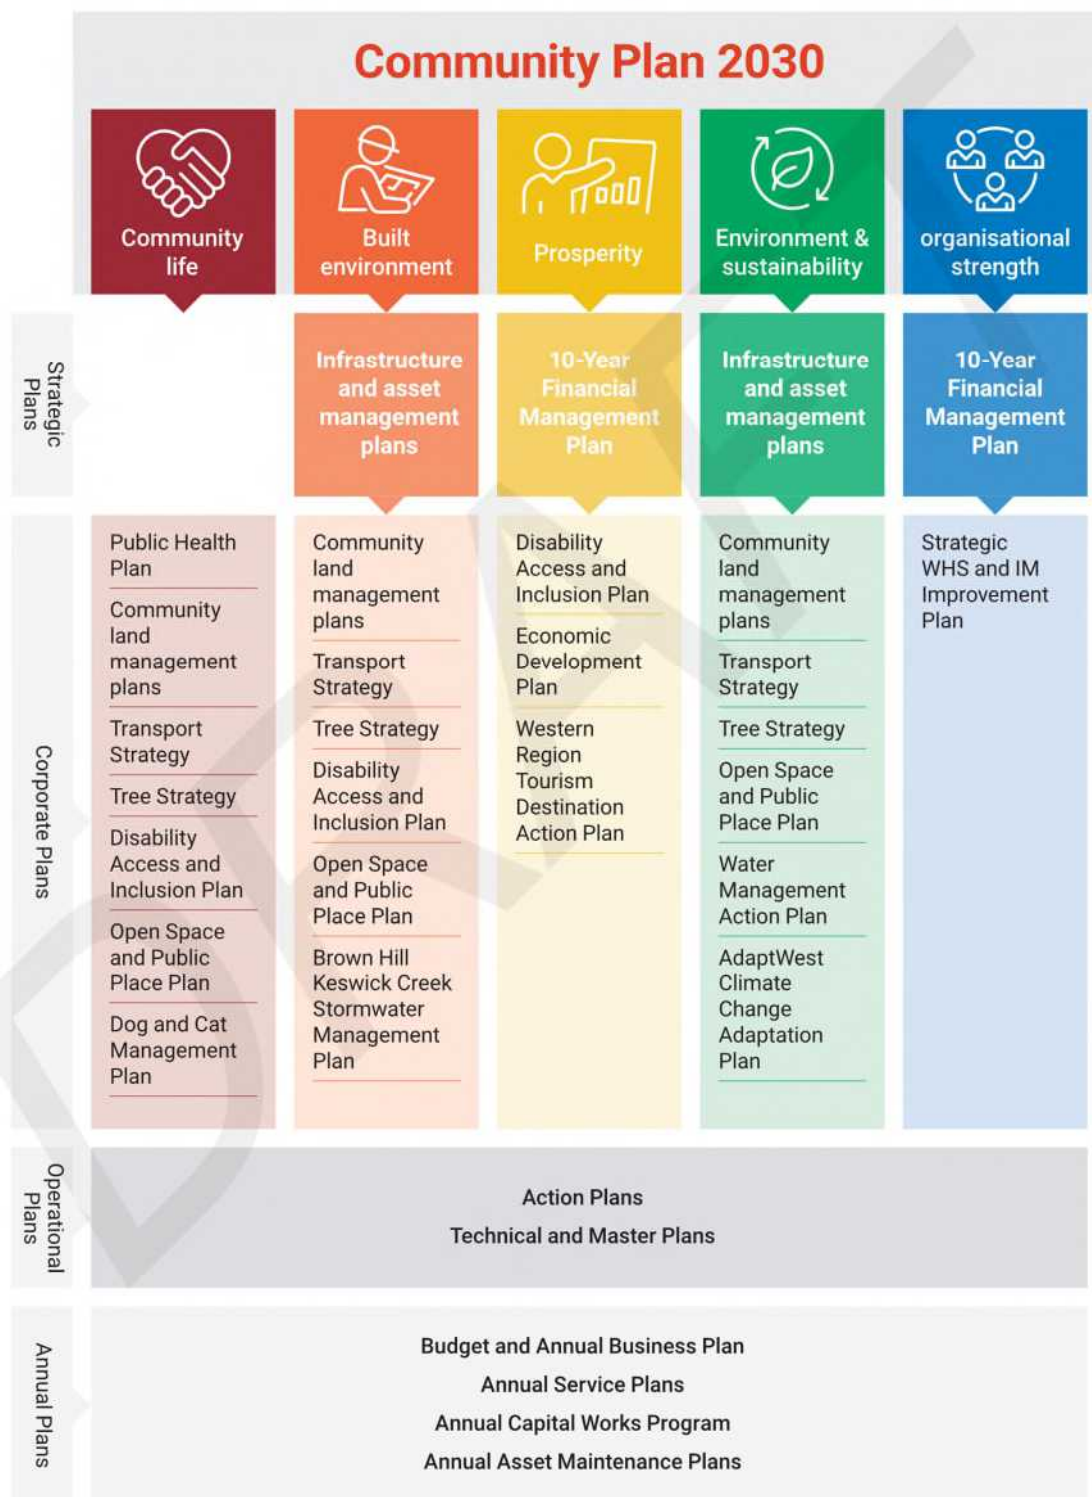 Community Plan 2030
Community
life
Built
environment
Prosperity
Environment &
sustainability
organisational
strength
Strategic
Plans
Infrastructure
and asset
management
plans
10-Year
Financial
Management
Plan
Infrastructure
and asset
management
plans
10-Year
Financial
Management
Plan
Corporate Plans
Public Health
Plan
Community
land
management
plans
Transport
Strategy
Tree Strategy
Disability
Access and
Inclusion Plan
Open Space
and Public
Place Plan
Dog and Cat
Management
Plan
Community
land
management
plans
Transport
Strategy
Tree Strategy
Disability
Access and
Inclusion Plan
Open Space
and Public
Place Plan
Brown Hill
Keswick Creek
Stormwater
Management
Plan
Disability
Access and
Inclusion Plan
Economic
Development
Plan
Western
Region
Tourism
Destination
Action Plan
Community
land
management
plans
Transport
Strategy
Tree Strategy
Open Space
and Public
Place Plan
Water
Management
Action Plan
AdaptWest
Climate
Change
Adaptation
Plan
Strategic
WHS and IM
Improvement
Plan
Operational
Plans
Action Plans
Technical and Master Plans
Annual Plans
Budget and Annual Business Plan
Annual Service Plans
Annual Capital Works Program
Annual Asset Maintenance Plans
DRAFT